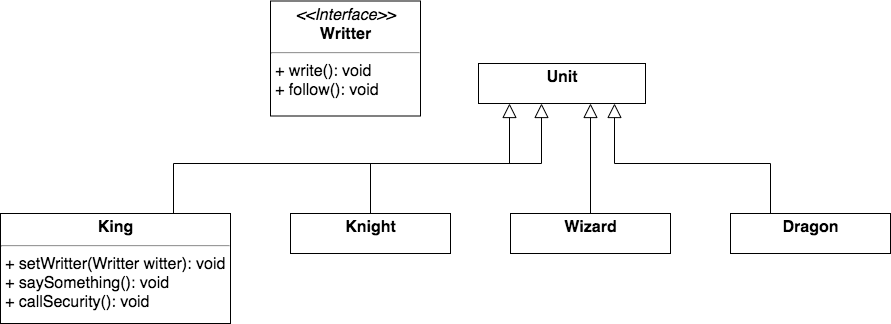 <<Interface>>
Writter
+ write(): void
+ follow(): void
Unit
King
+ setWritter(Writter witter): void
+ saySomething(): void
+ callSecurity(): void
Knight
Wizard
Dragon